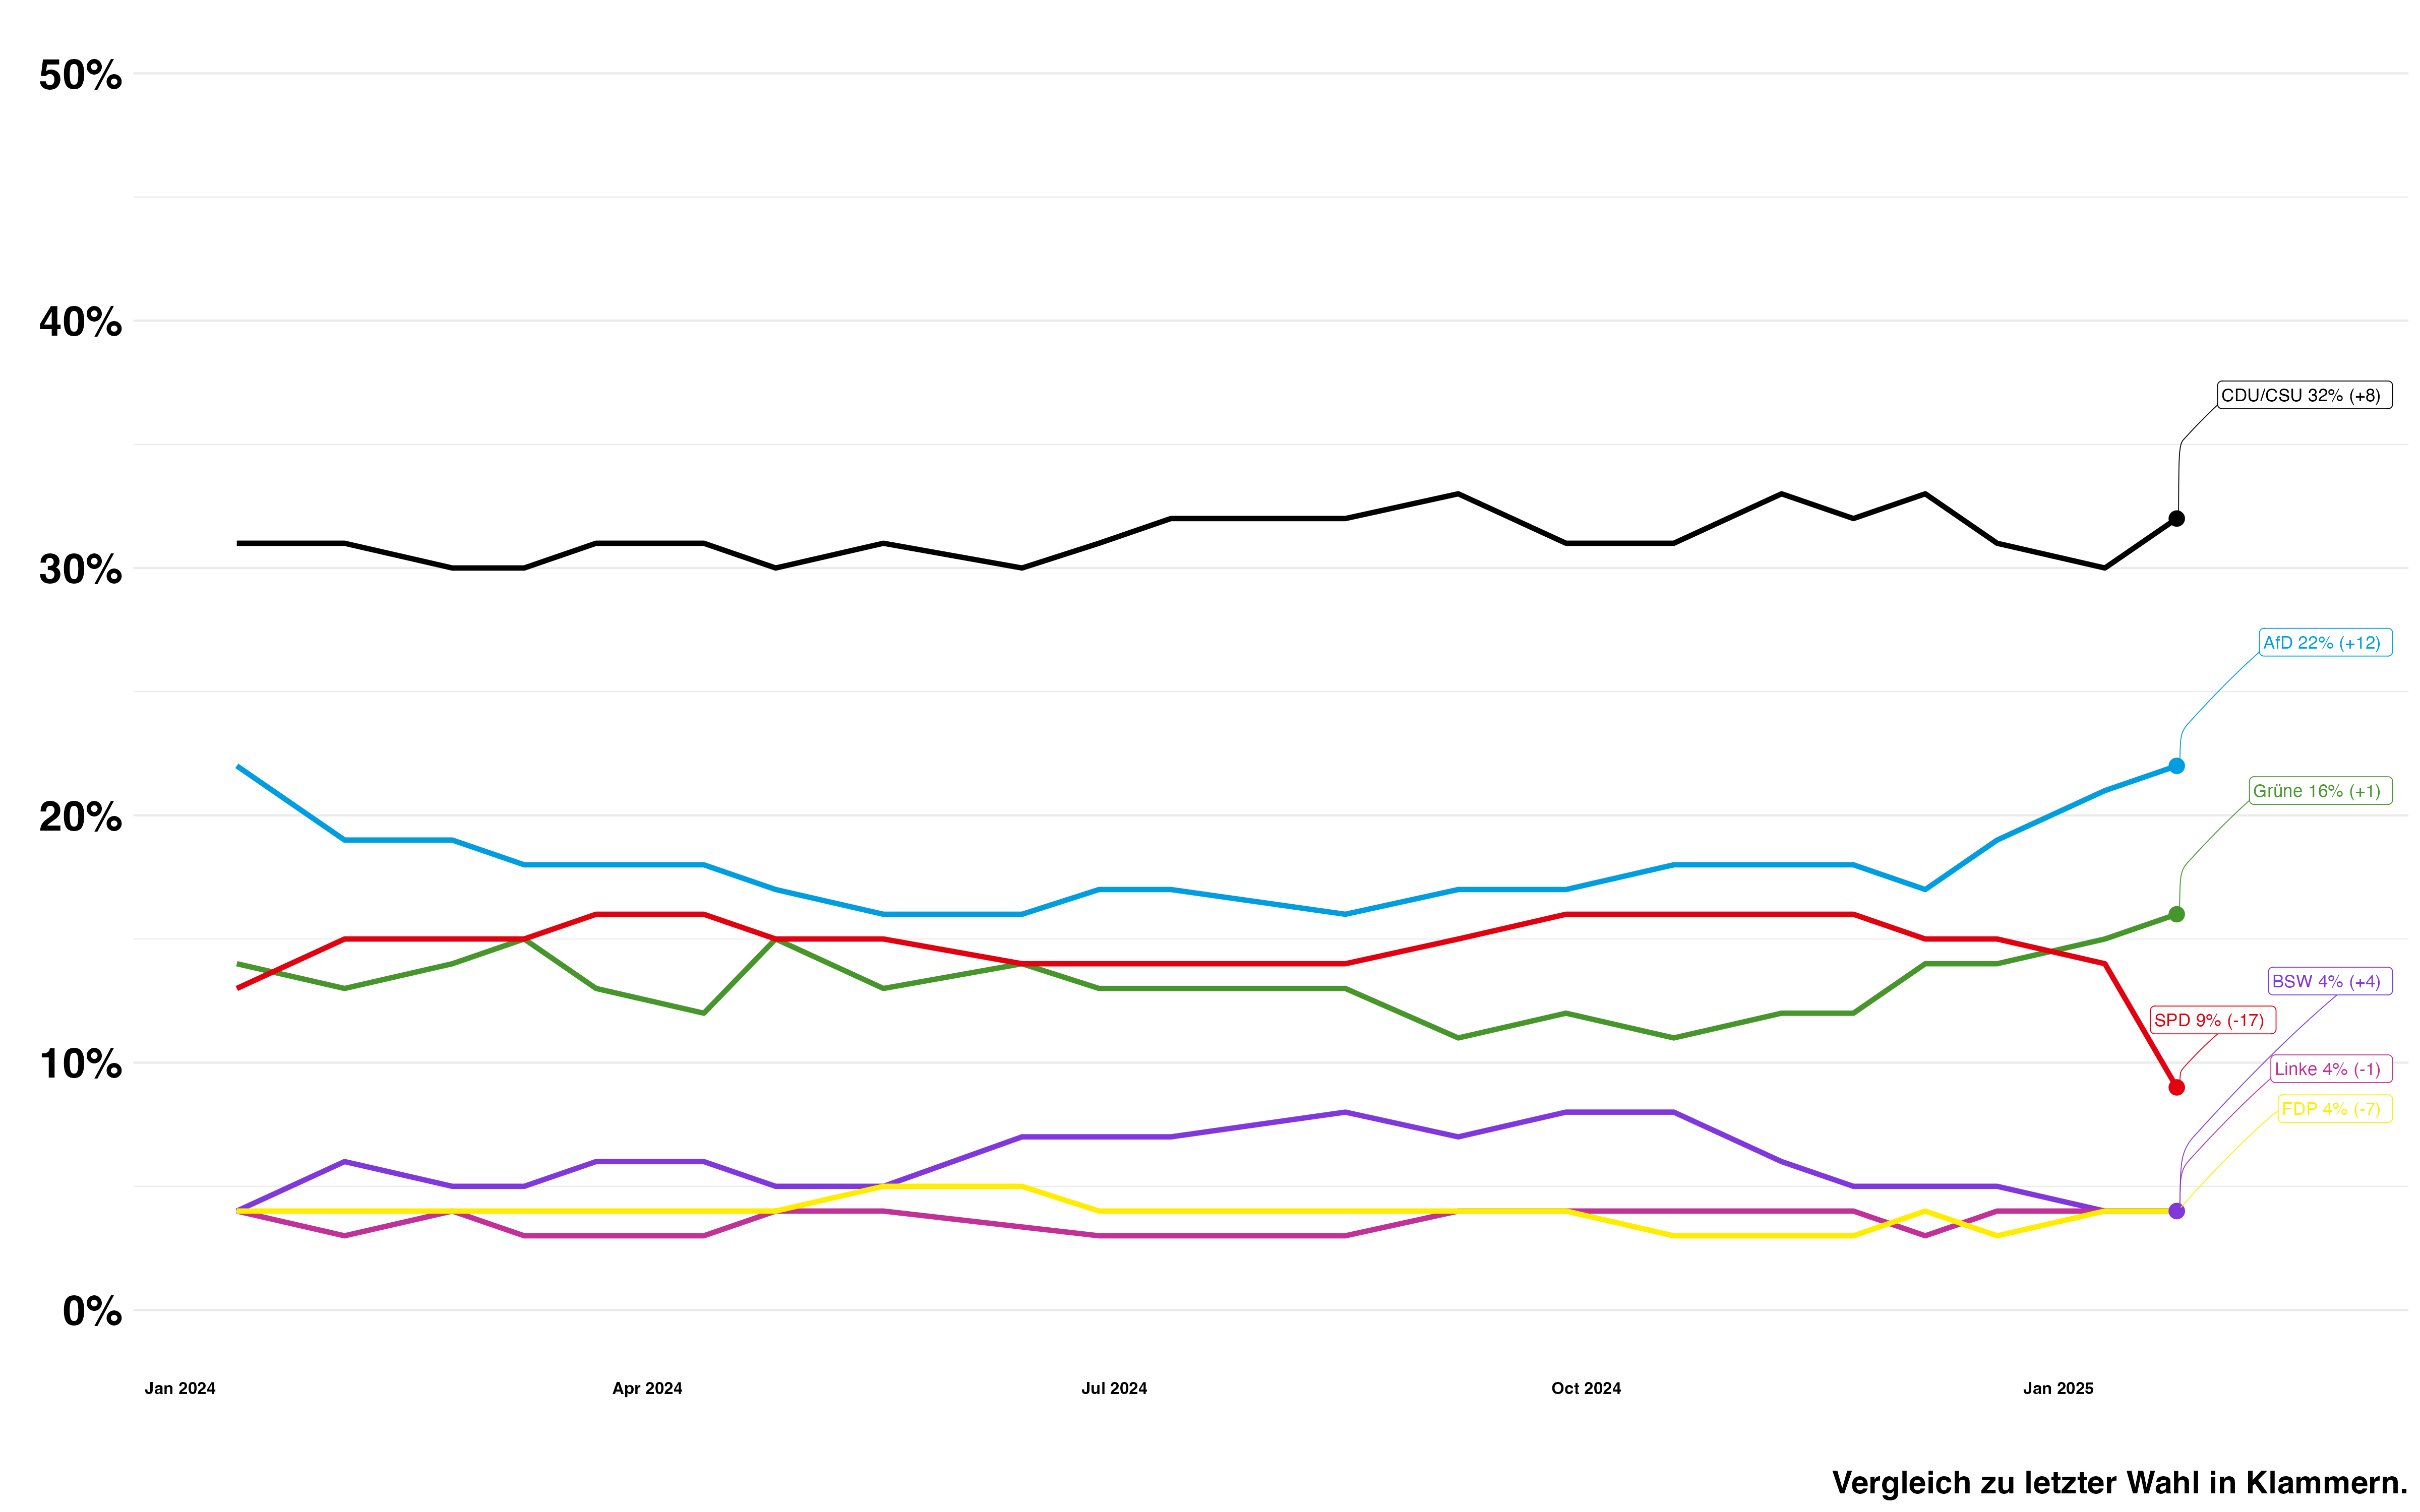 50%
40%
CDU/CSU 32% (+8)
30%
AfD 22% (+12)
Grüne 16% (+1)
20%
BSW 4% (+4)
SPD 9% (-17)
10%
Linke 4% (-1)
FDP 4% (-7)
0%
Jan 2024 Apr 2024 Jul 2024 Oct 2024 Jan 2025
Vergleich zu letzter Wahl in Klammern.